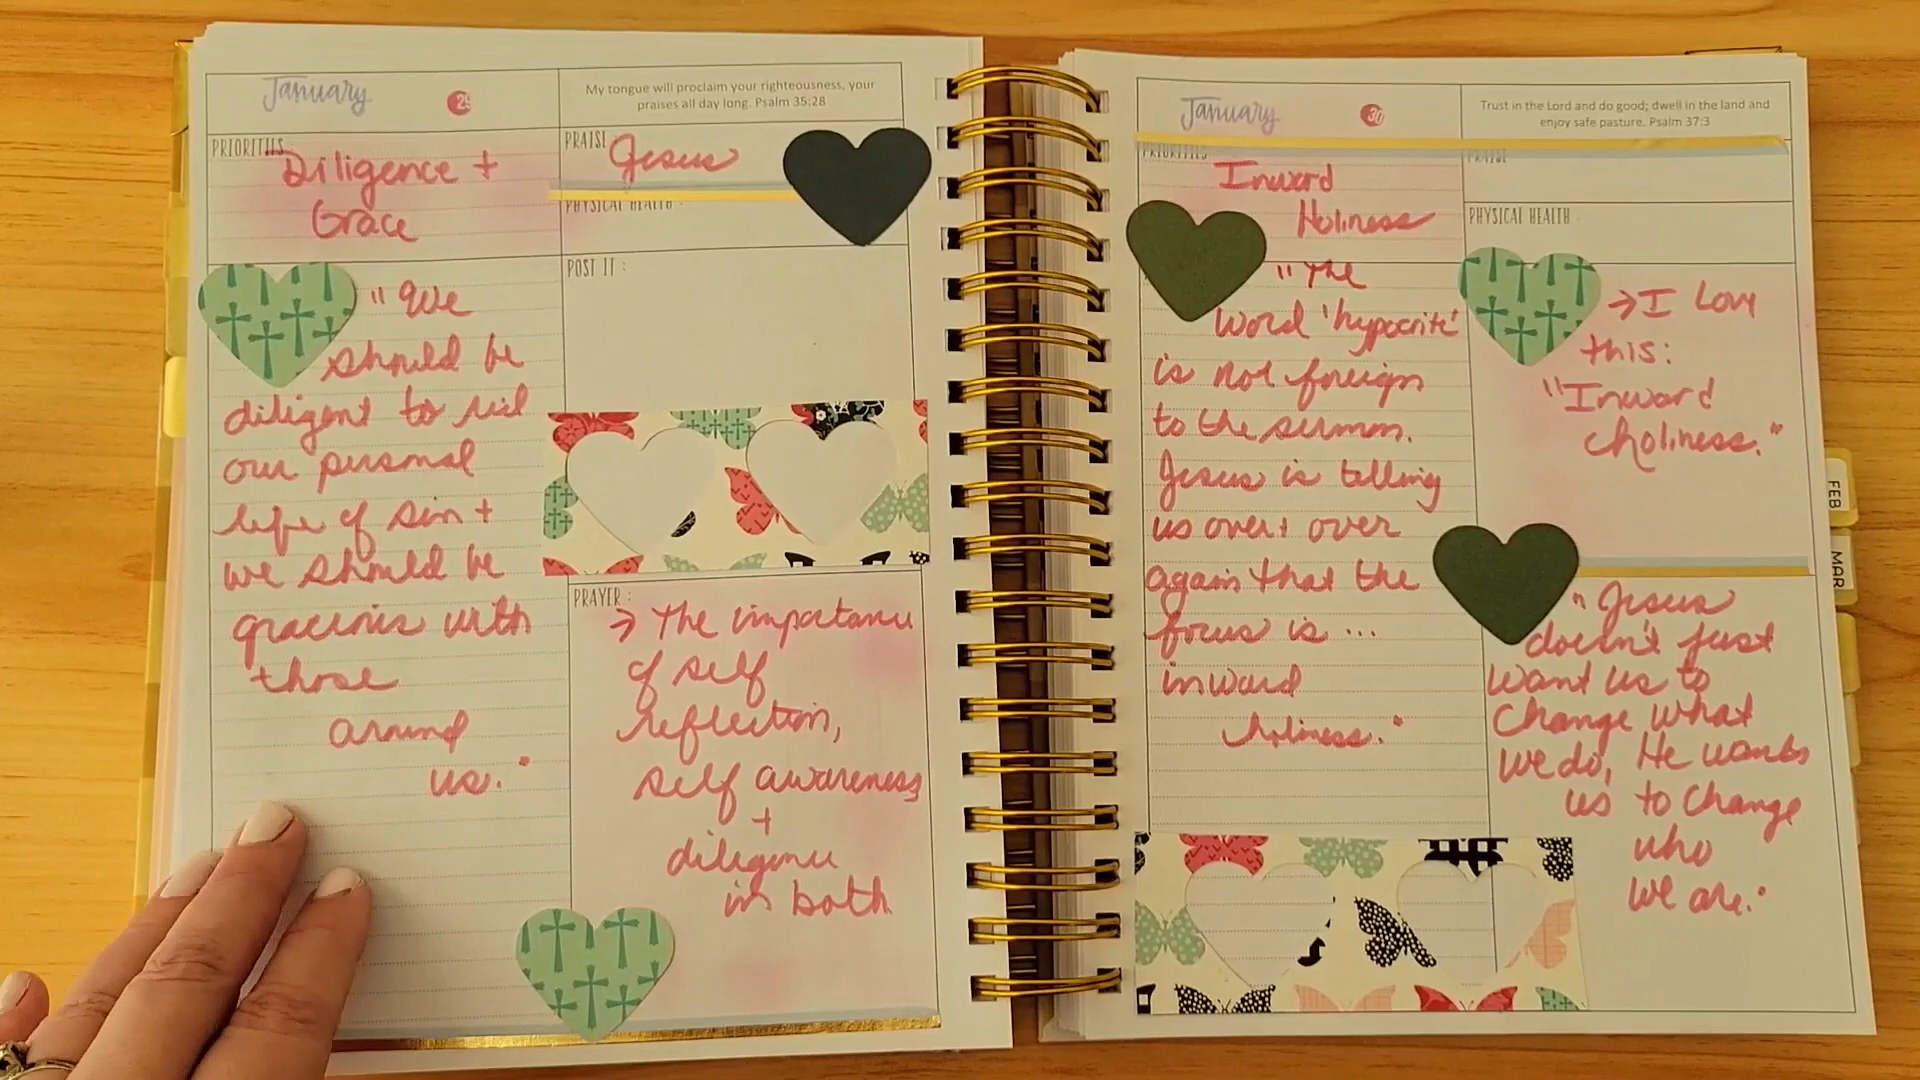 January 29
My tongue will proclaim your righteousness, your
praises all day long. Psalm 35:28
PRIORITIES
Diligence +
Grace
PRAISE :
Jesus
PHYSICAL HEALTH :
POST IT :
"We
should be
diligent to rid
our personal
life of sin +
we should be
gracious with
those
around
us."
PRAYER :
→ The importance
of self
reflection,
self awareness
+
diligence
in both
January 30
Trust in the Lord and do good; dwell in the land and
enjoy safe pasture. Psalm 37:3
PRIORITIES
Inward
Holiness
PRAISE
PHYSICAL HEALTH
"The
word 'hypocrite'
is not foreign
to the sermon.
Jesus is telling
us over + over
again that the
focus is ...
inward
holiness."
→ I love
this:
"Inward
holiness."
"Jesus
doesn't just
want us to
change what
we do, He wants
us to change
who
we are."
FEB
MAR